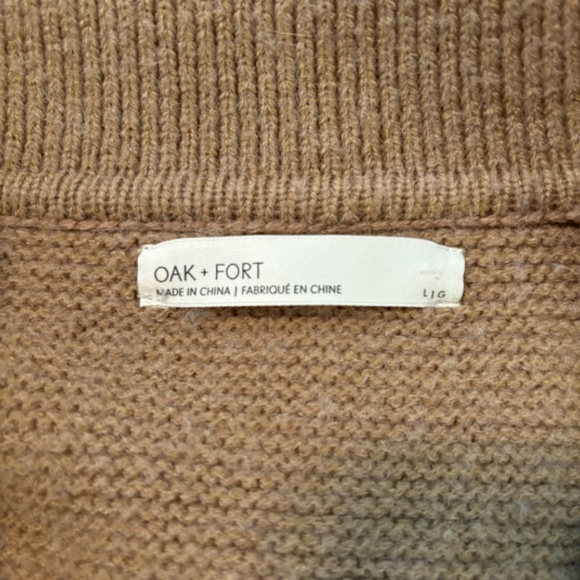 OAK + FORT
MADE IN CHINA | FABRIQUÉ EN CHINE
L | G